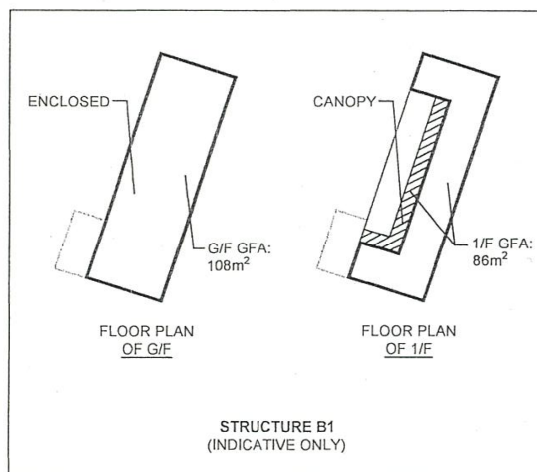 ENCLOSED
G/F GFA:
108m²
FLOOR PLAN
OF G/F
CANOPY
1/F GFA:
86m²
FLOOR PLAN
OF 1/F
STRUCTURE B1
(INDICATIVE ONLY)